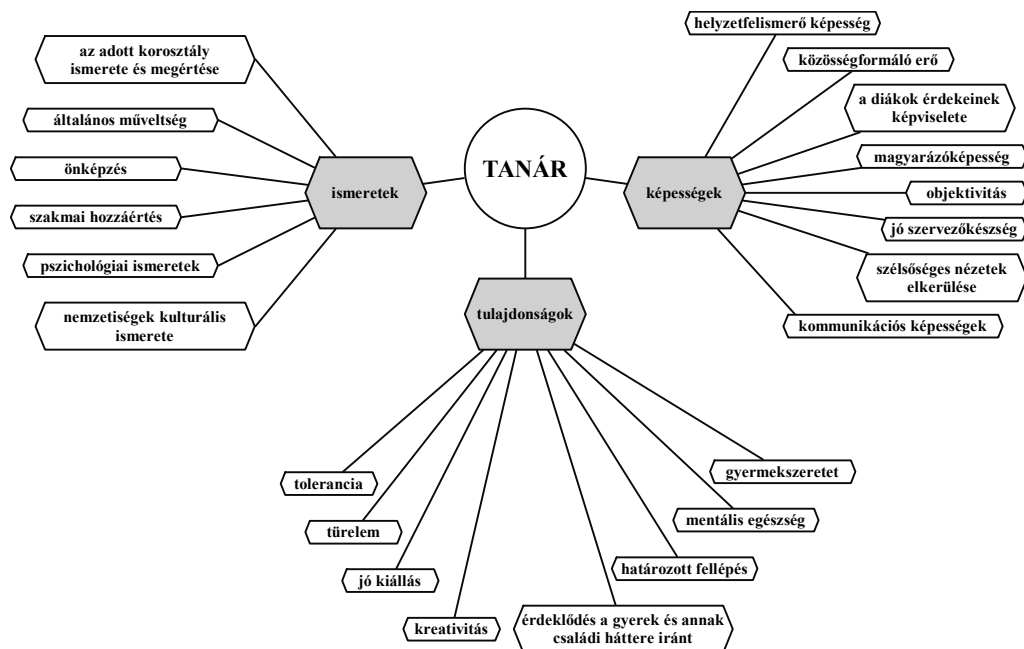 TANÁR
ismeretek
az adott korosztály
ismerete és megértése
általános műveltség
önképzés
szakmai hozzáértés
pszichológiai ismeretek
nemzetiségek kulturális
ismerete
képességek
helyzetfelismerő képesség
közösségformáló erő
a diákok érdekeinek
képviselete
magyarázóképesség
objektivitás
jó szervezőkészség
szélsőséges nézetek
elkerülése
kommunikációs képességek
tulajdonságok
tolerancia
türelem
jó kiállás
kreativitás
érdeklődés a gyerek és annak
családi háttere iránt
határozott fellépés
mentális egészség
gyermekszeretet